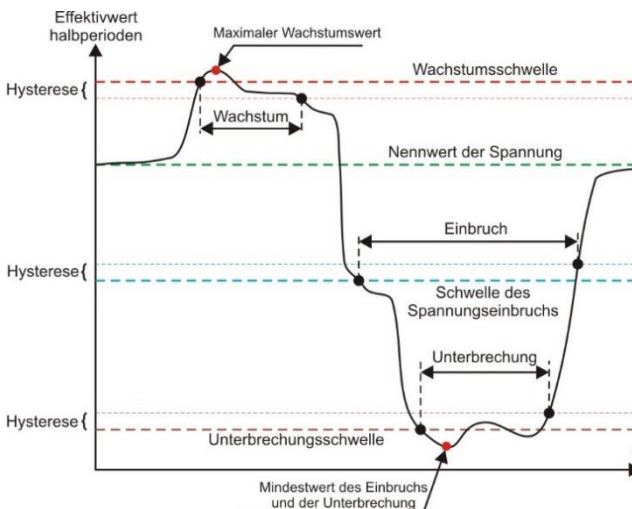 Effektivwert
halbperioden
Maximaler Wachstumswert
Hysterese {
Wachstumsschwelle
Wachstum
Nennwert der Spannung
Einbruch
Hysterese {
Schwelle des
Spannungseinbruchs
Unterbrechung
Hysterese {
Unterbrechungsschwelle
Mindestwert des Einbruchs
und der Unterbrechung